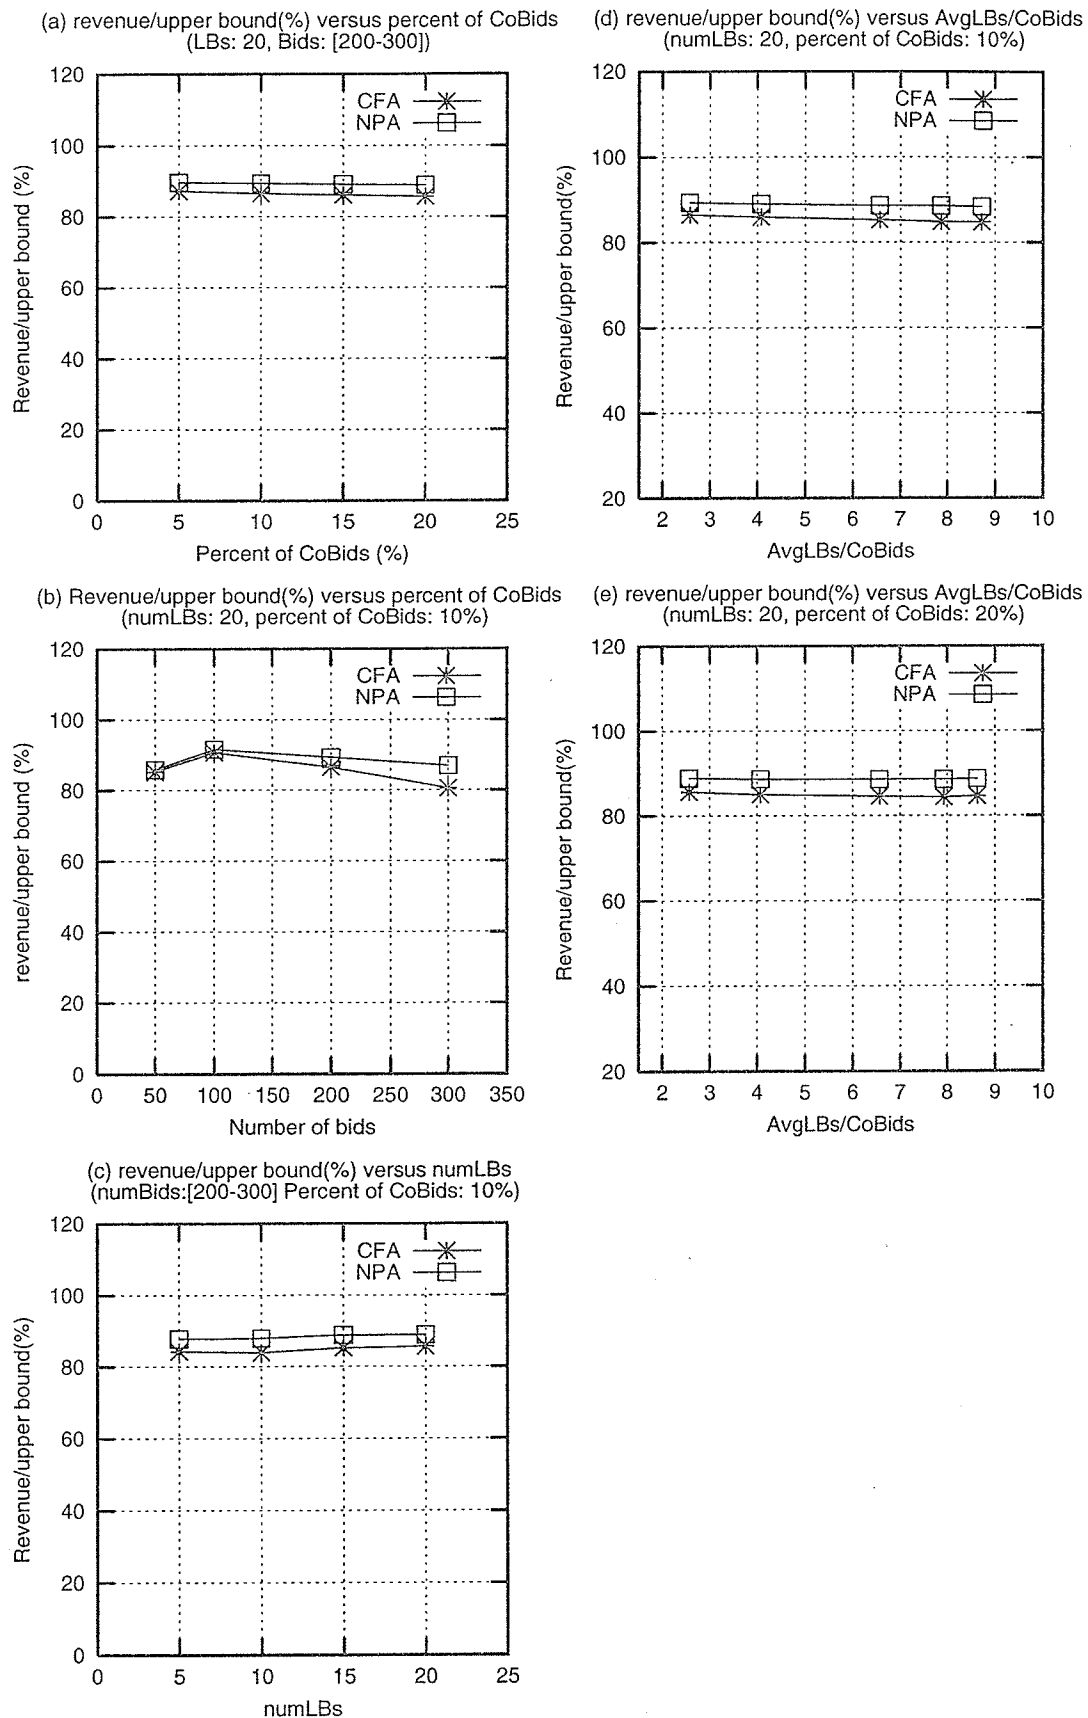 (a) revenue/upper bound(%) versus percent of CoBids
(LBs: 20, Bids: [200-300])
120
100
80
60
40
20
0
CFA
NPA
Revenue/upper bound (%)
0 5 10 15 20 25
Percent of CoBids (%)
(b) Revenue/upper bound(%) versus percent of CoBids
(numLBs: 20, percent of CoBids: 10%)
120
100
80
60
40
20
0
CFA
NPA
revenue/upper bound (%)
0 50 100 150 200 250 300 350
Number of bids
(c) revenue/upper bound(%) versus numLBs
(numBids:[200-300] Percent of CoBids: 10%)
120
100
80
60
40
20
0
CFA
NPA
Revenue/upper bound(%)
0 5 10 15 20 25
numLBs
(d) revenue/upper bound(%) versus AvgLBs/CoBids
(numLBs: 20, percent of CoBids: 10%)
120
100
80
60
40
20
CFA
NPA
Revenue/upper bound(%)
2 3 4 5 6 7 8 9 10
AvgLBs/CoBids
(e) revenue/upper bound(%) versus AvgLBs/CoBids
(numLBs: 20, percent of CoBids: 20%)
120
100
80
60
40
20
CFA
NPA
Revenue/upper bound(%)
2 3 4 5 6 7 8 9 10
AvgLBs/CoBids